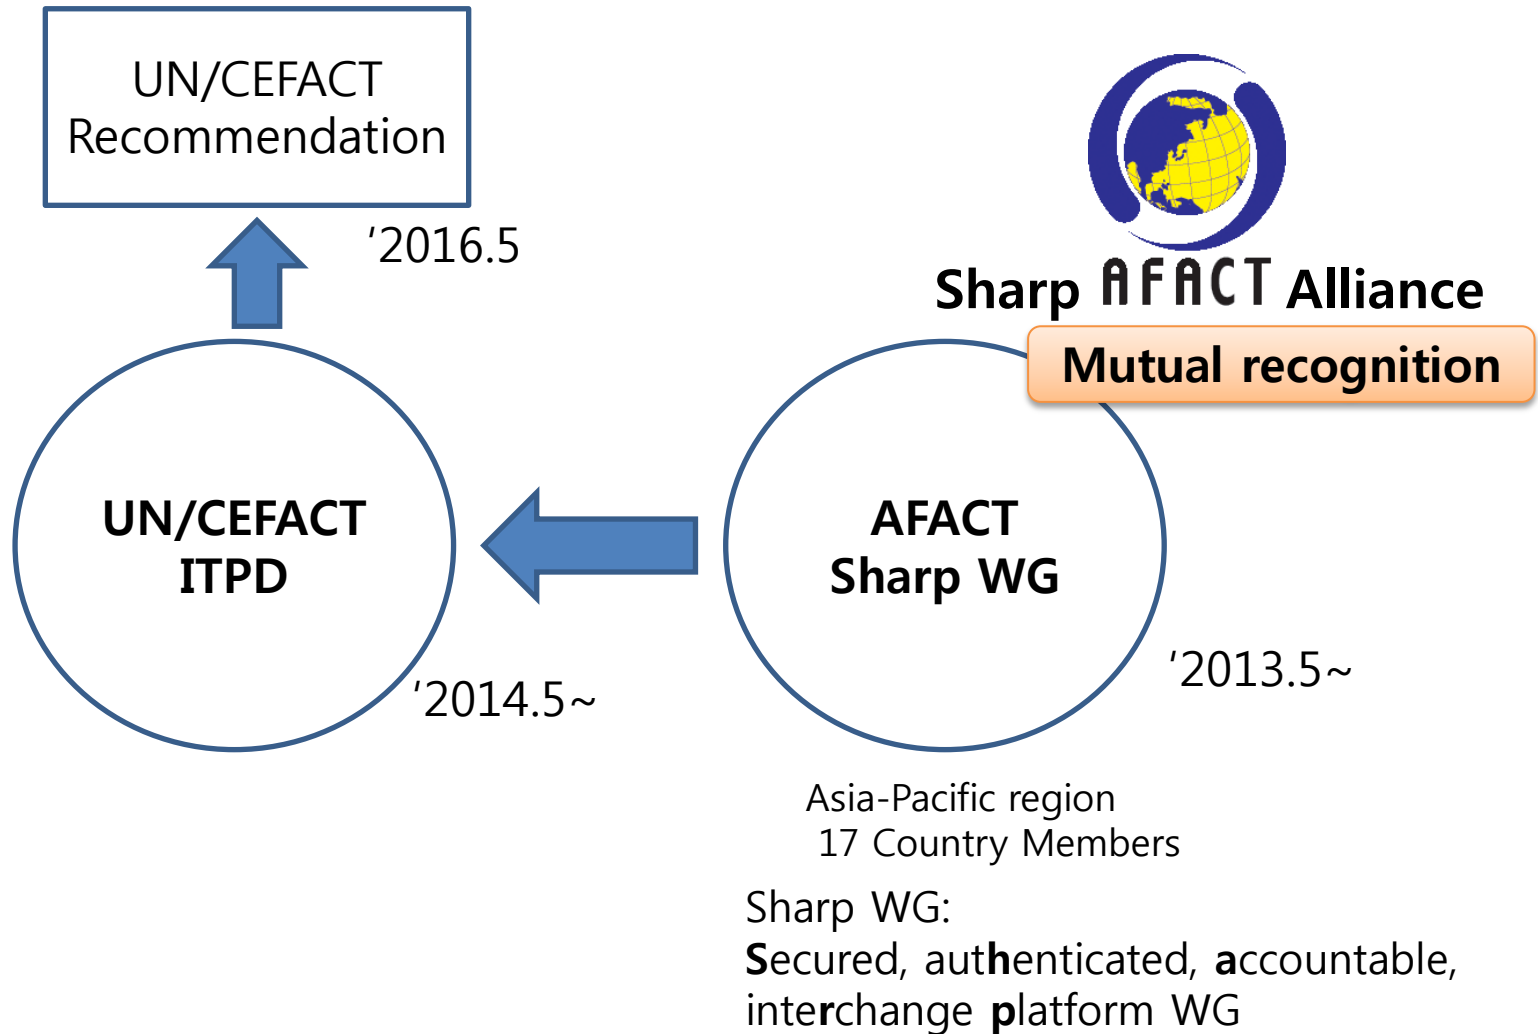 UN/CEFACT
Recommendation
'2016.5
Sharp AFACT Alliance
Mutual recognition
UN/CEFACT
ITPD
AFACT
Sharp WG
'2014.5~
'2013.5~
Asia-Pacific region
17 Country Members
Sharp WG:
Secured, authenticated, accountable,
interchange platform WG